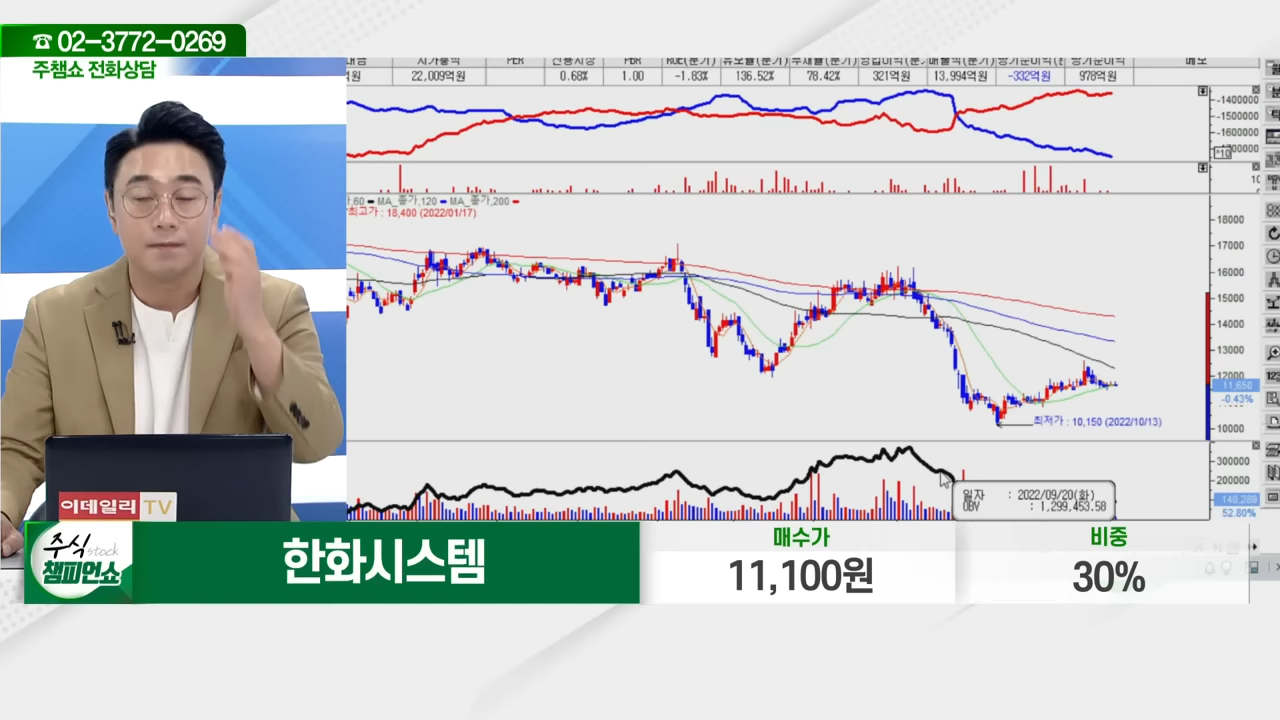 ☎ 02-3772-0269
주챔쇼 전화상담
22,009억원 0.68% 1.00 -1.83% 136.52% 78.42% 321억원 13,994억원 -332억원 978억원
-1400000
-1500000
-1600000
*10
MA_종가,120 MA_종가,200
최고가 : 18,400 (2022/01/17)
18000
17000
16000
15000
14000
13000
12000
11,650
-0.43%
10000
최저가 : 10,150 (2022/10/13)
300000
200000
140,289
52.80%
일자 : 2022/09/20(화)
OBV : 1,299,453.58
이데일리 TV
주식 stock
챔피언쇼
한화시스템
매수가
11,100원
비중
30%